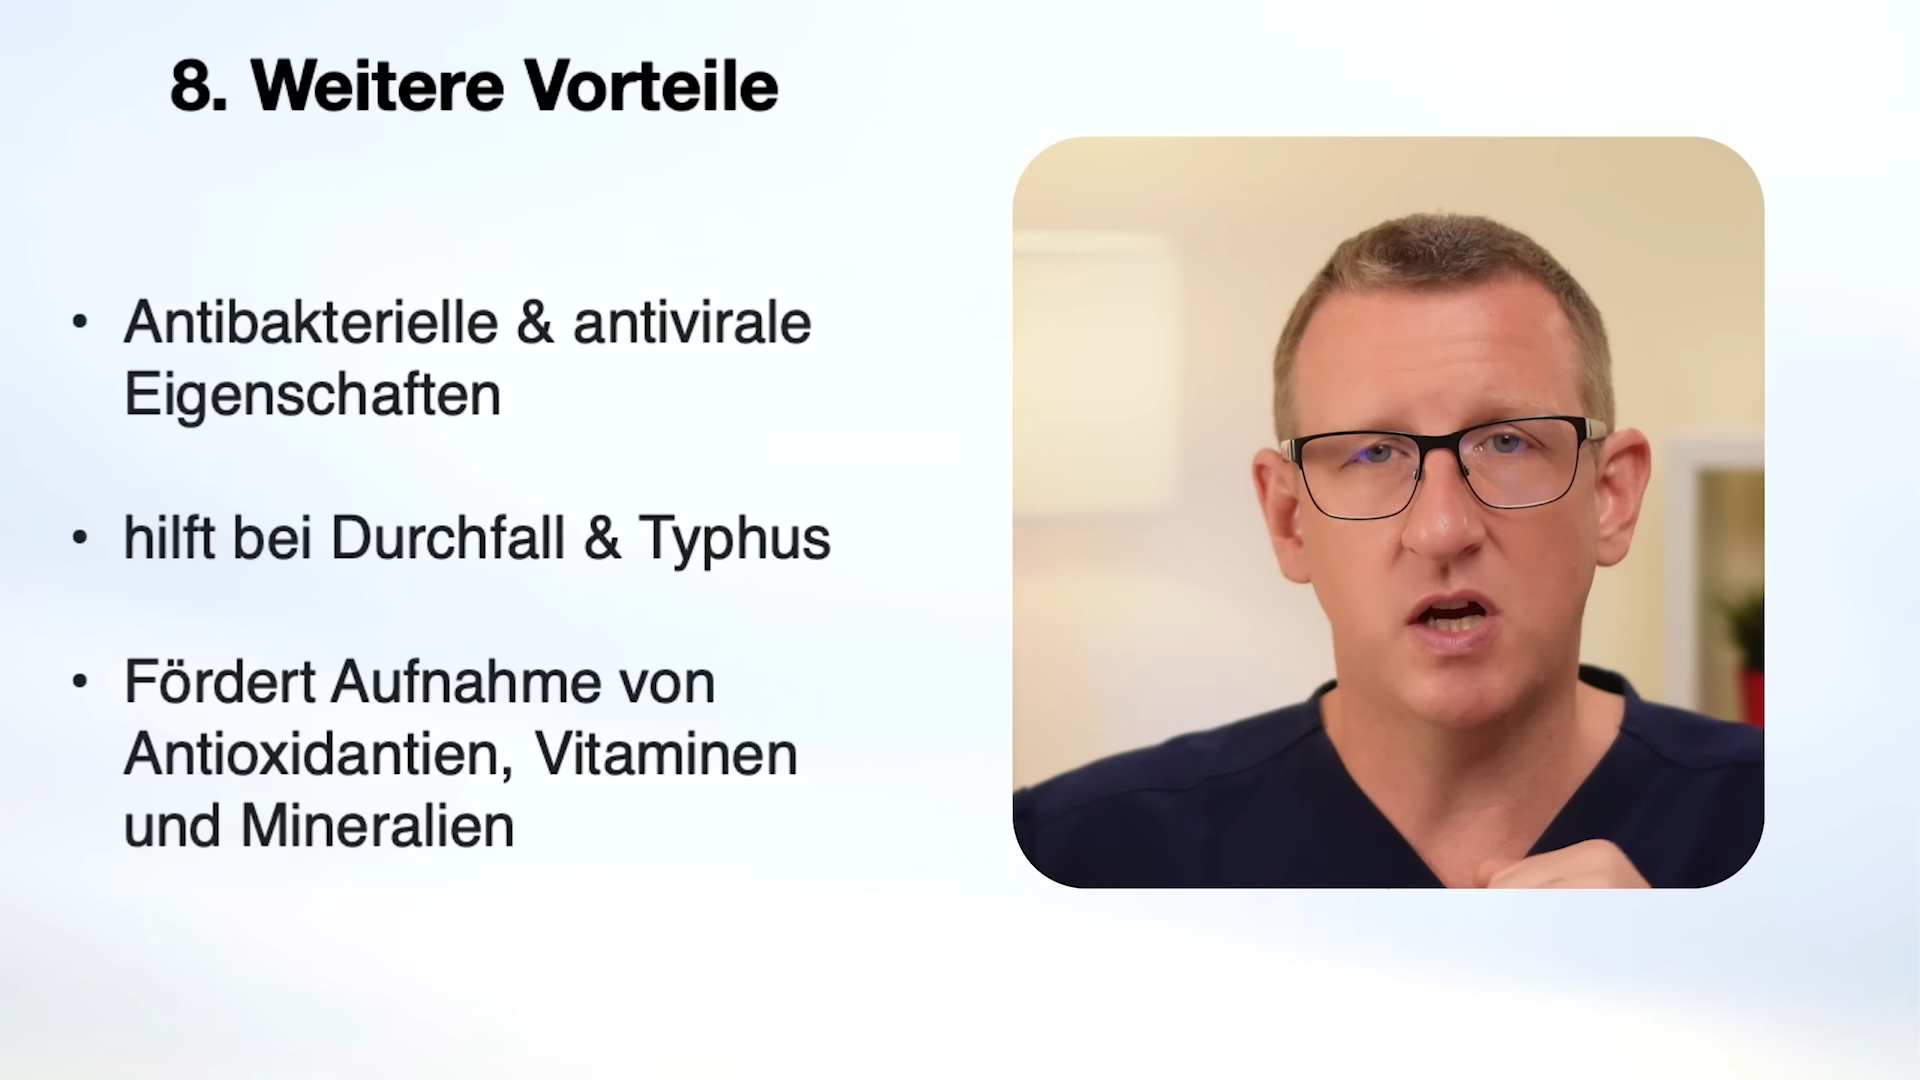 8. Weitere Vorteile
• Antibakterielle & antivirale
Eigenschaften
• hilft bei Durchfall & Typhus
• Fördert Aufnahme von
Antioxidantien, Vitaminen
und Mineralien